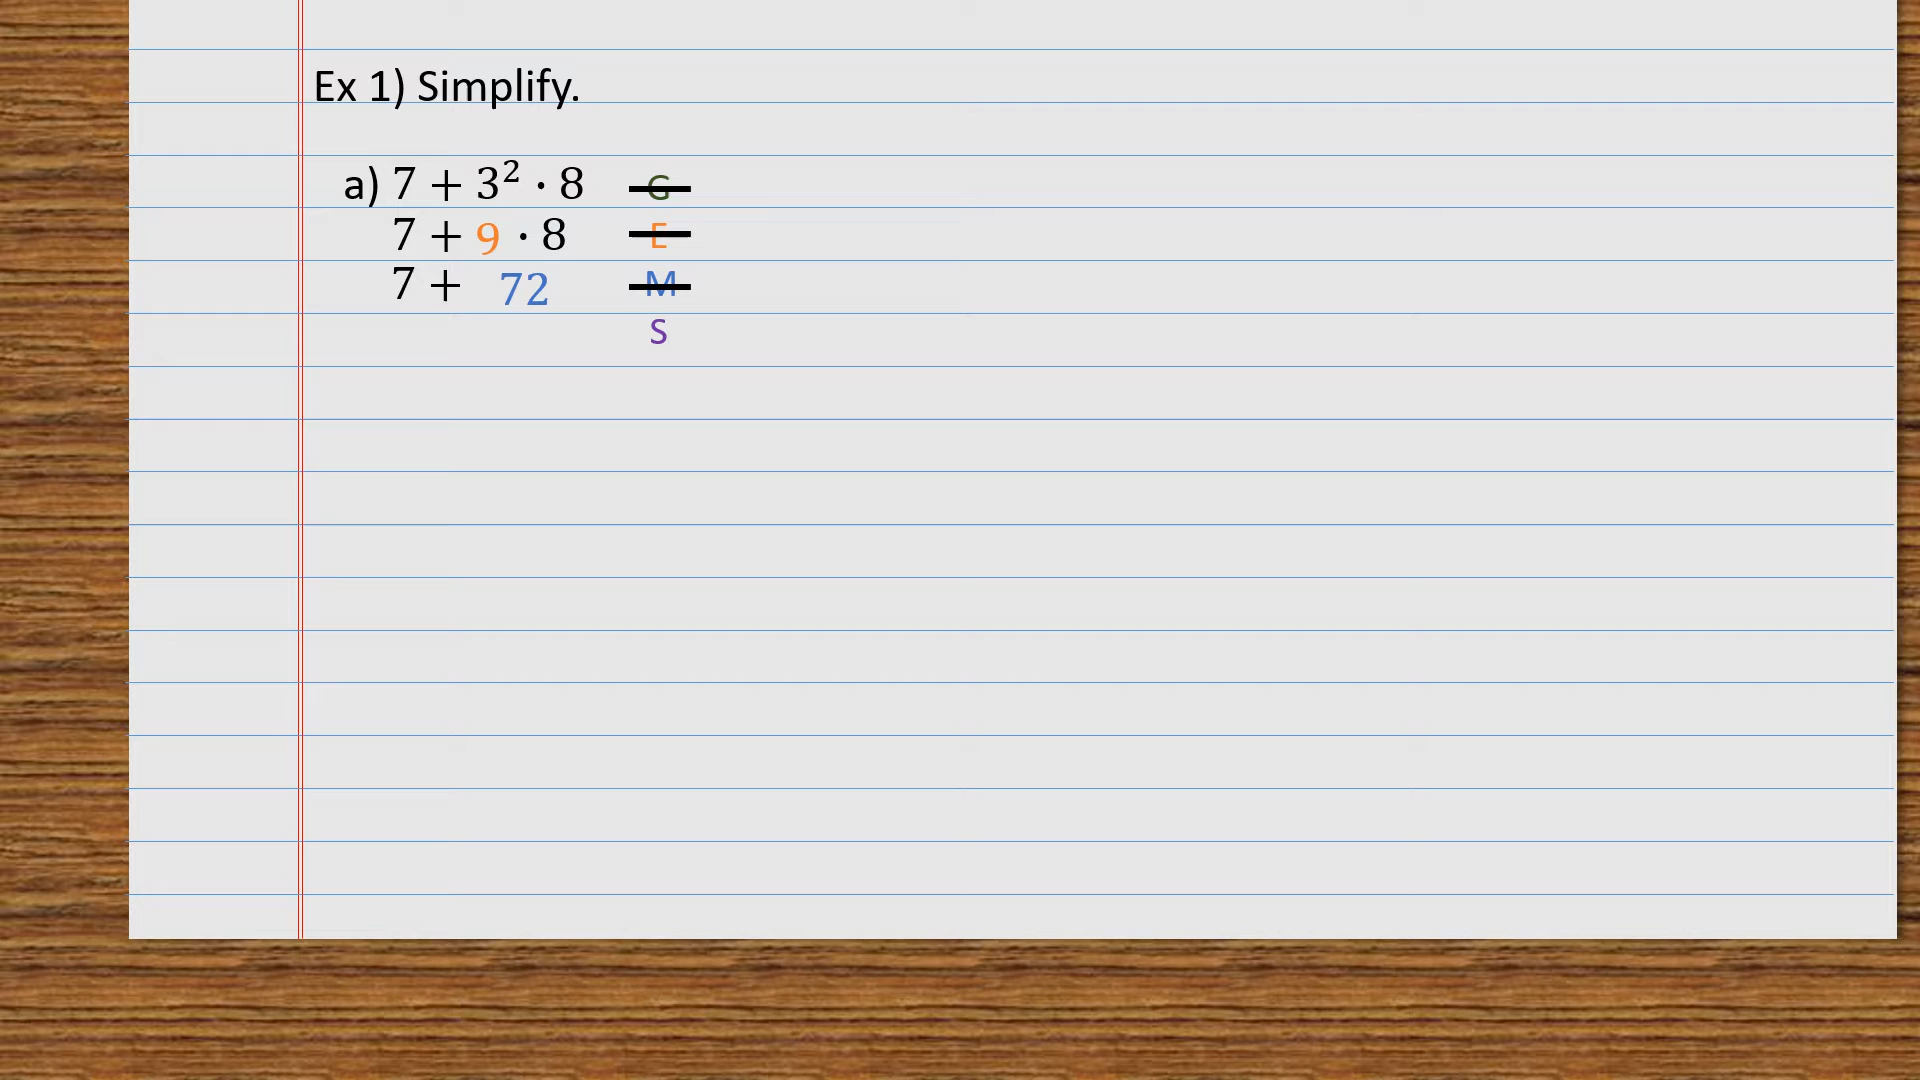 Ex 1) Simplify.
a) 7 + 3² · 8 G
7 + 9 · 8 E
7 + 72 M
S